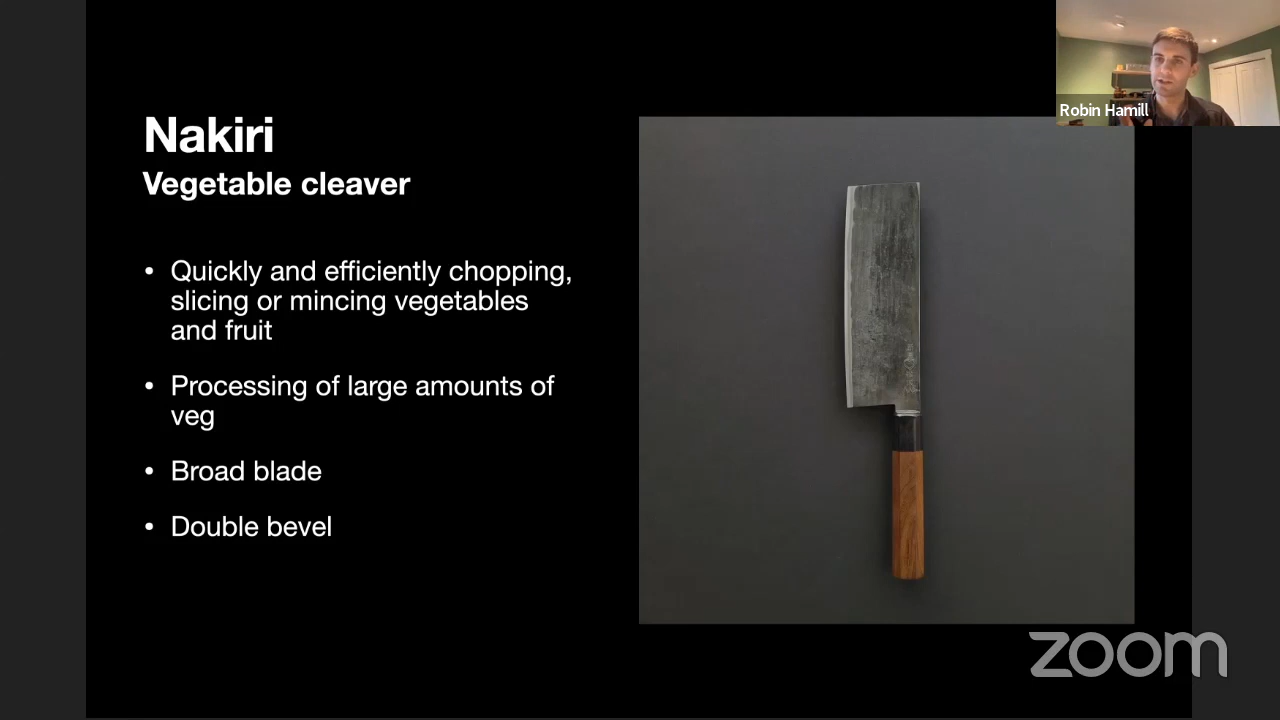 Robin Hamill
Nakiri
Vegetable cleaver
• Quickly and efficiently chopping,
slicing or mincing vegetables
and fruit
• Processing of large amounts of
veg
• Broad blade
• Double bevel
zoom